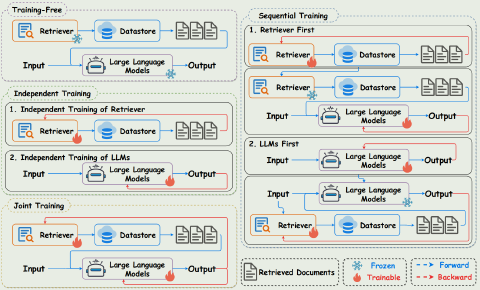 Training-Free
Retriever
Datastore
Input
Large Language
Models
Output
Independent Training
1. Independent Training of Retriever
Retriever
Datastore
2. Independent Training of LLMs
Input
Large Language
Models
Output
Joint Training
Retriever
Datastore
Input
Large Language
Models
Output
Sequential Training
1. Retriever First
Retriever
Datastore
Retriever
Datastore
Input
Large Language
Models
Output
2. LLMs First
Input
Large Language
Models
Output
Input
Large Language
Models
Output
Retriever
Datastore
Retrieved Documents
Frozen
Trainable
Forward
Backward